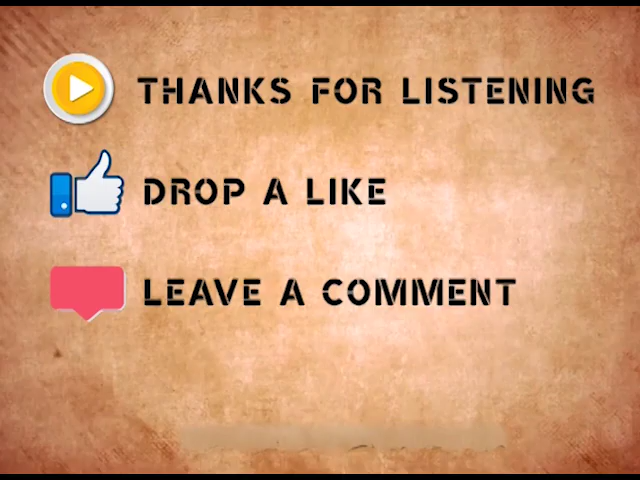 THANKS FOR LISTENING
DROP A LIKE
LEAVE A COMMENT